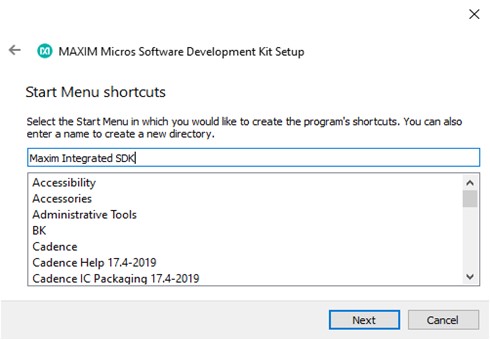 MAXIM Micros Software Development Kit Setup
Start Menu shortcuts
Select the Start Menu in which you would like to create the program's shortcuts. You can also
enter a name to create a new directory.
Maxim Integrated SDK
Accessibility
Accessories
Administrative Tools
BK
Cadence
Cadence Help 17.4-2019
Cadence IC Packaging 17.4-2019
Next Cancel